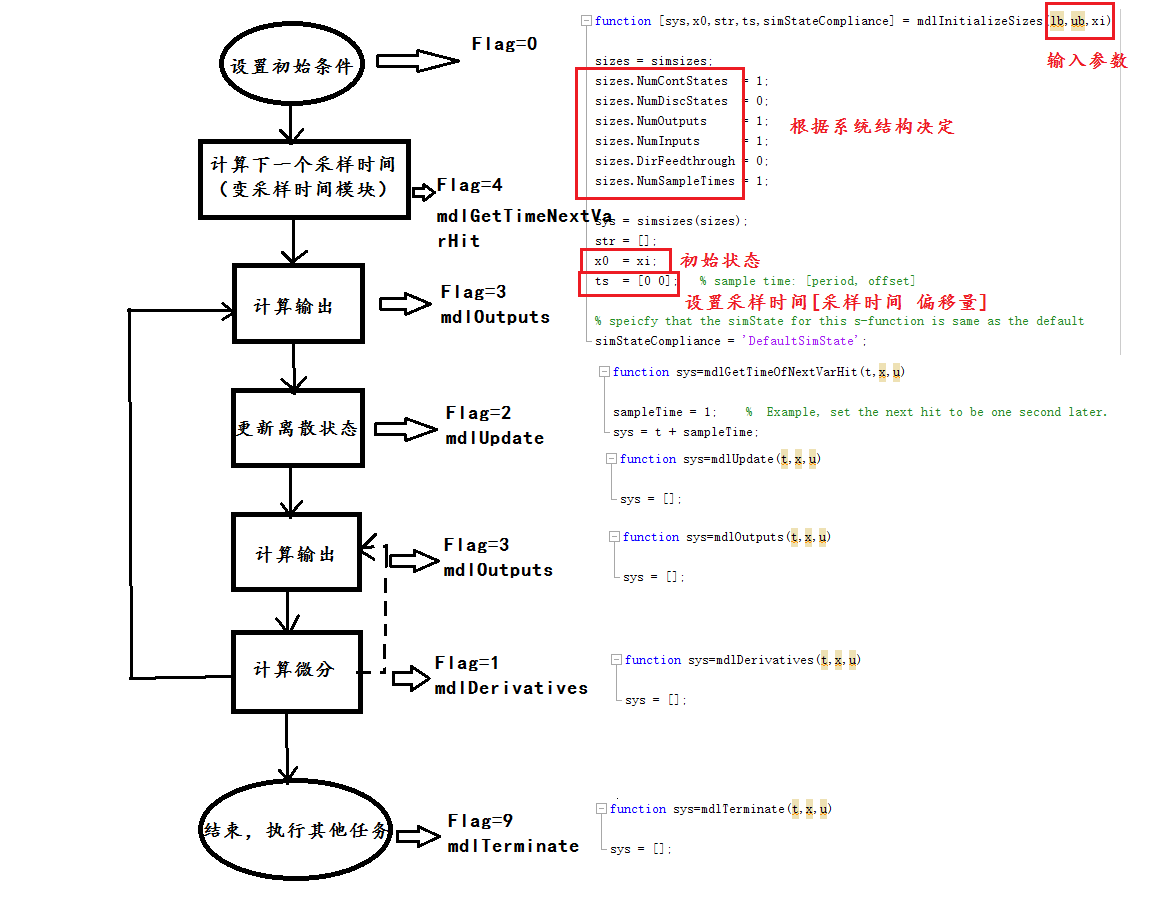 设置初始条件
Flag=0
计算下一个采样时间
（变采样时间模块）
Flag=4
mdlGetTimeNextVa
rHit
计算输出
Flag=3
mdlOutputs
更新离散状态
Flag=2
mdlUpdate
计算输出
Flag=3
mdlOutputs
计算微分
Flag=1
mdlDerivatives
结束，执行其他任务
Flag=9
mdlTerminate
function [sys,x0,str,ts,simStateCompliance] = mdlInitializeSizes(lb,ub,xi)
输入参数
sizes = simsizes;
sizes.NumContStates = 1;
sizes.NumDiscStates = 0;
sizes.NumOutputs = 1;
sizes.NumInputs = 1;
sizes.DirFeedthrough = 0;
sizes.NumSampleTimes = 1;
根据系统结构决定
sys = simsizes(sizes);
str = [];
x0 = xi;
初始状态
ts = [0 0]; % sample time: [period, offset]
设置采样时间[采样时间 偏移量]
% speicfy that the simState for this s-function is same as the default
simStateCompliance = 'DefaultSimState';
function sys=mdlGetTimeOfNextVarHit(t,x,u)
sampleTime = 1; % Example, set the next hit to be one second later.
sys = t + sampleTime;
function sys=mdlUpdate(t,x,u)
sys = [];
function sys=mdlOutputs(t,x,u)
sys = [];
function sys=mdlDerivatives(t,x,u)
sys = [];
function sys=mdlTerminate(t,x,u)
sys = [];